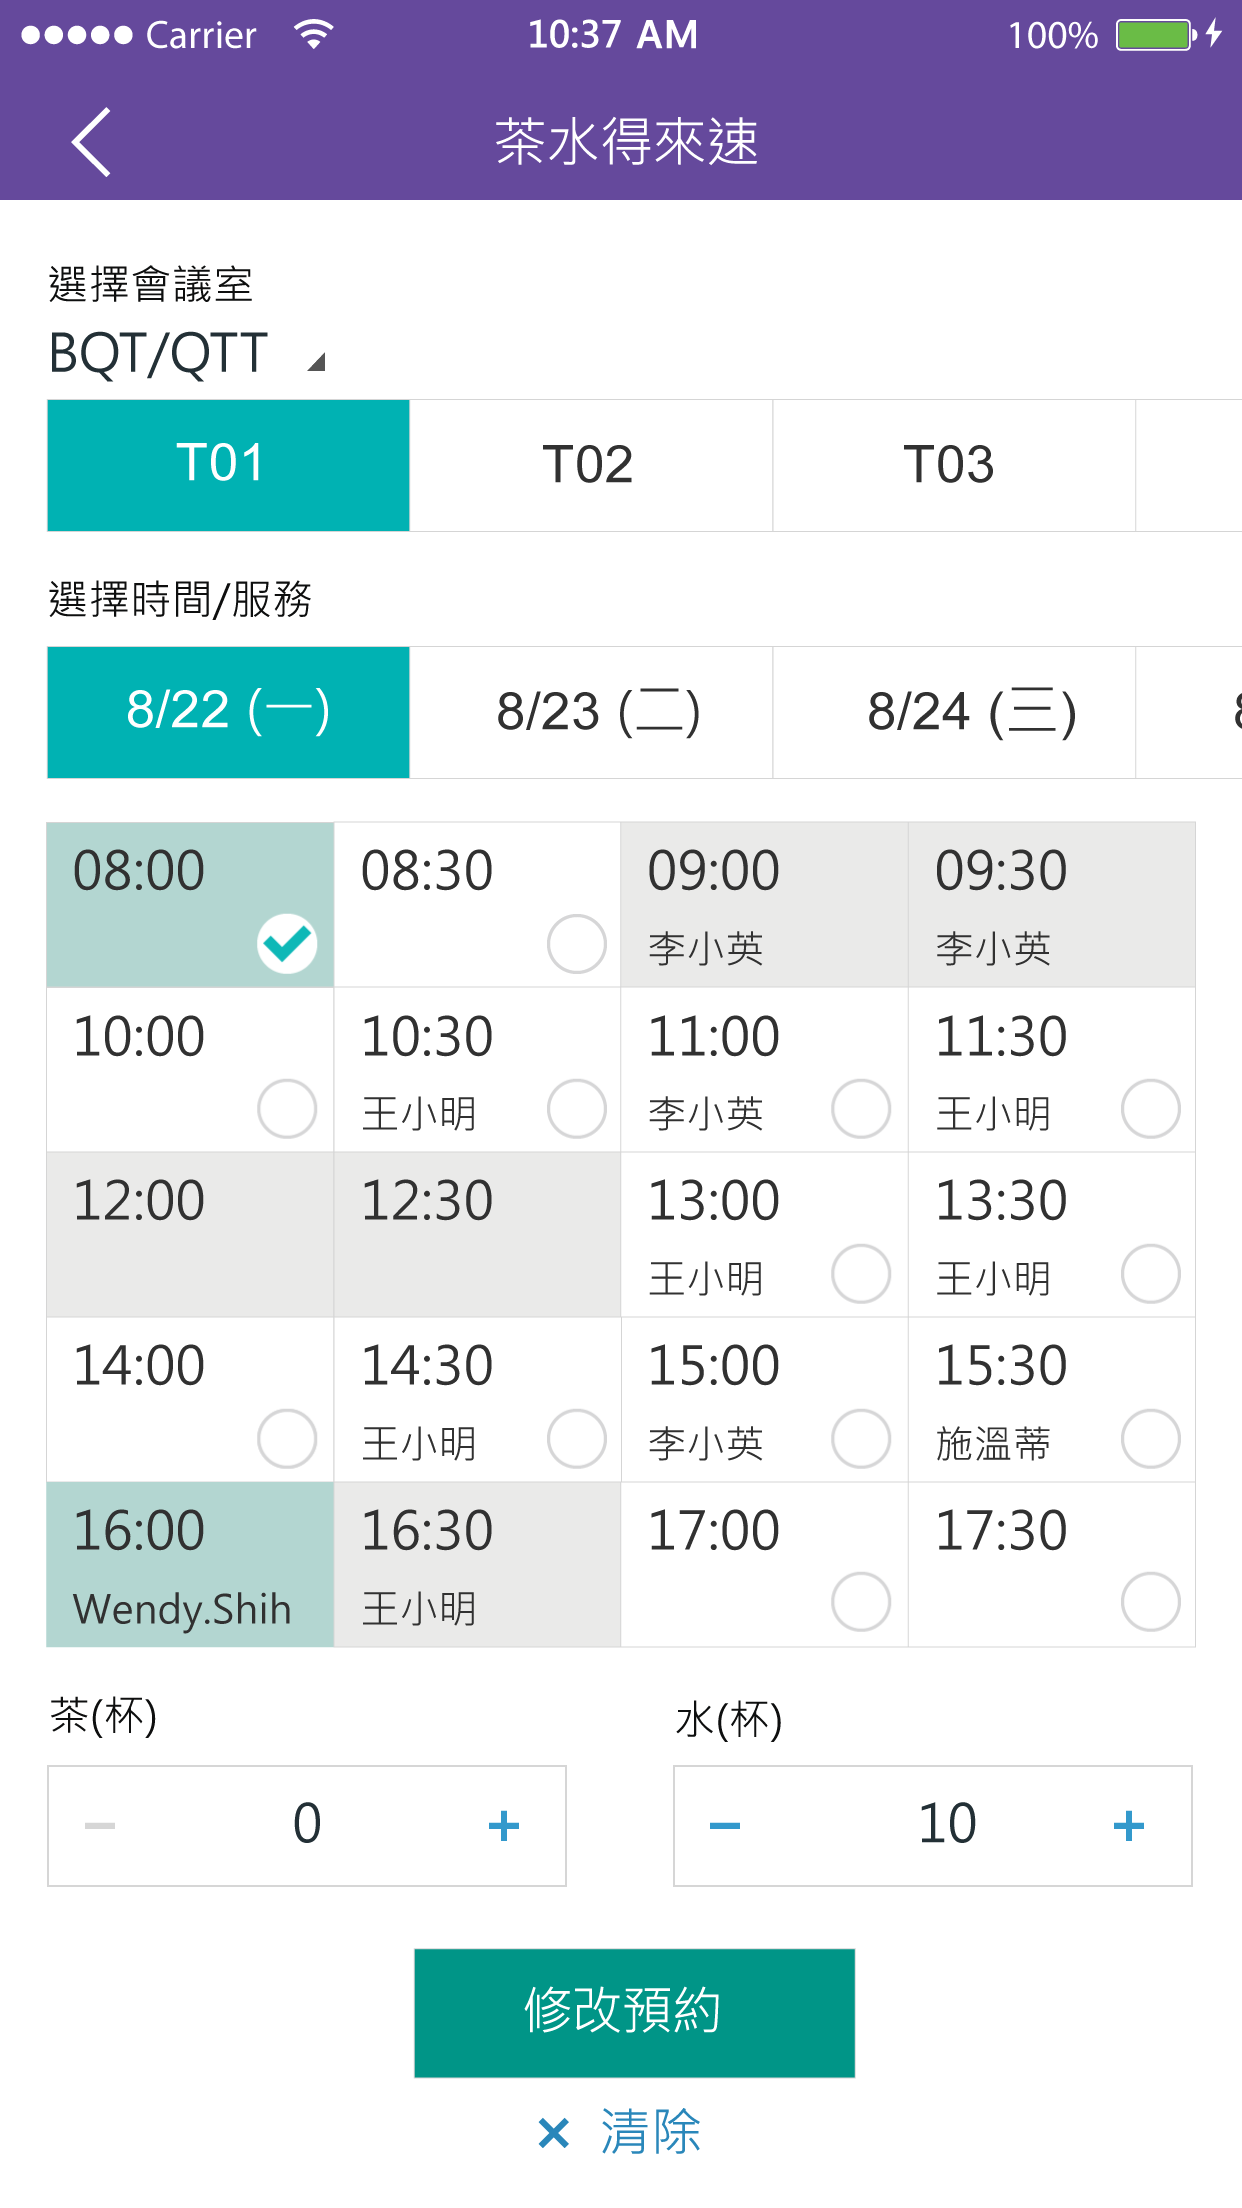 Carrier 10:37 AM 100%
茶水得來速
選擇會議室
BQT/QTT
T01 T02 T03
選擇時間/服務
8/22 (一) 8/23 (二) 8/24 (三)
08:00 08:30 09:00 09:30
李小英 李小英
10:00 10:30 11:00 11:30
王小明 李小英 王小明
12:00 12:30 13:00 13:30
王小明 王小明
14:00 14:30 15:00 15:30
王小明 李小英 施溫蒂
16:00 16:30 17:00 17:30
Wendy.Shih 王小明
茶(杯) 水(杯)
− 0 + − 10 +
修改預約
× 清除